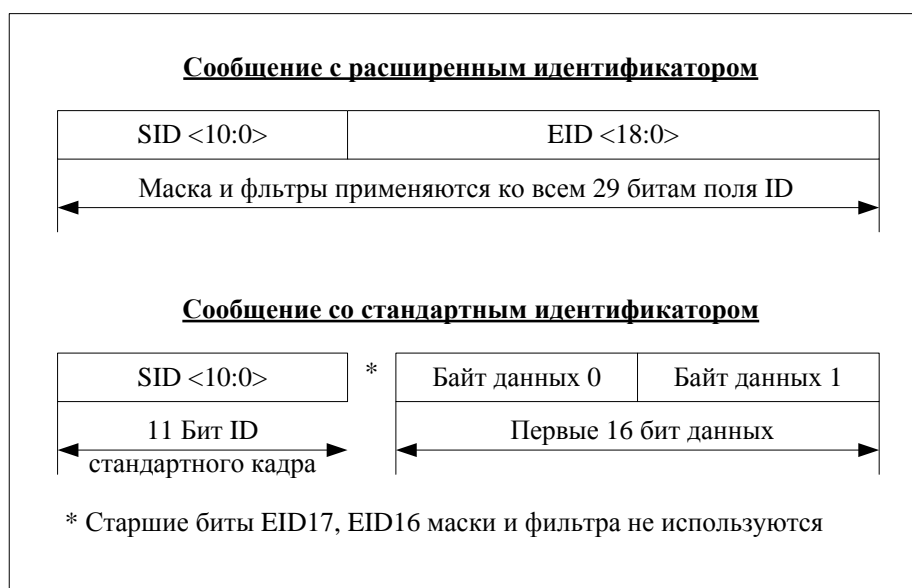 Сообщение с расширенным идентификатором
SID <10:0> EID <18:0>
Маска и фльтры применяются ко всем 29 битам поля ID
Сообщение со стандартным идентификатором
SID <10:0> * Байт данных 0 Байт данных 1
11 Бит ID Первые 16 бит данных
стандартного кадра
* Старшие биты EID17, EID16 маски и фильтра не используются